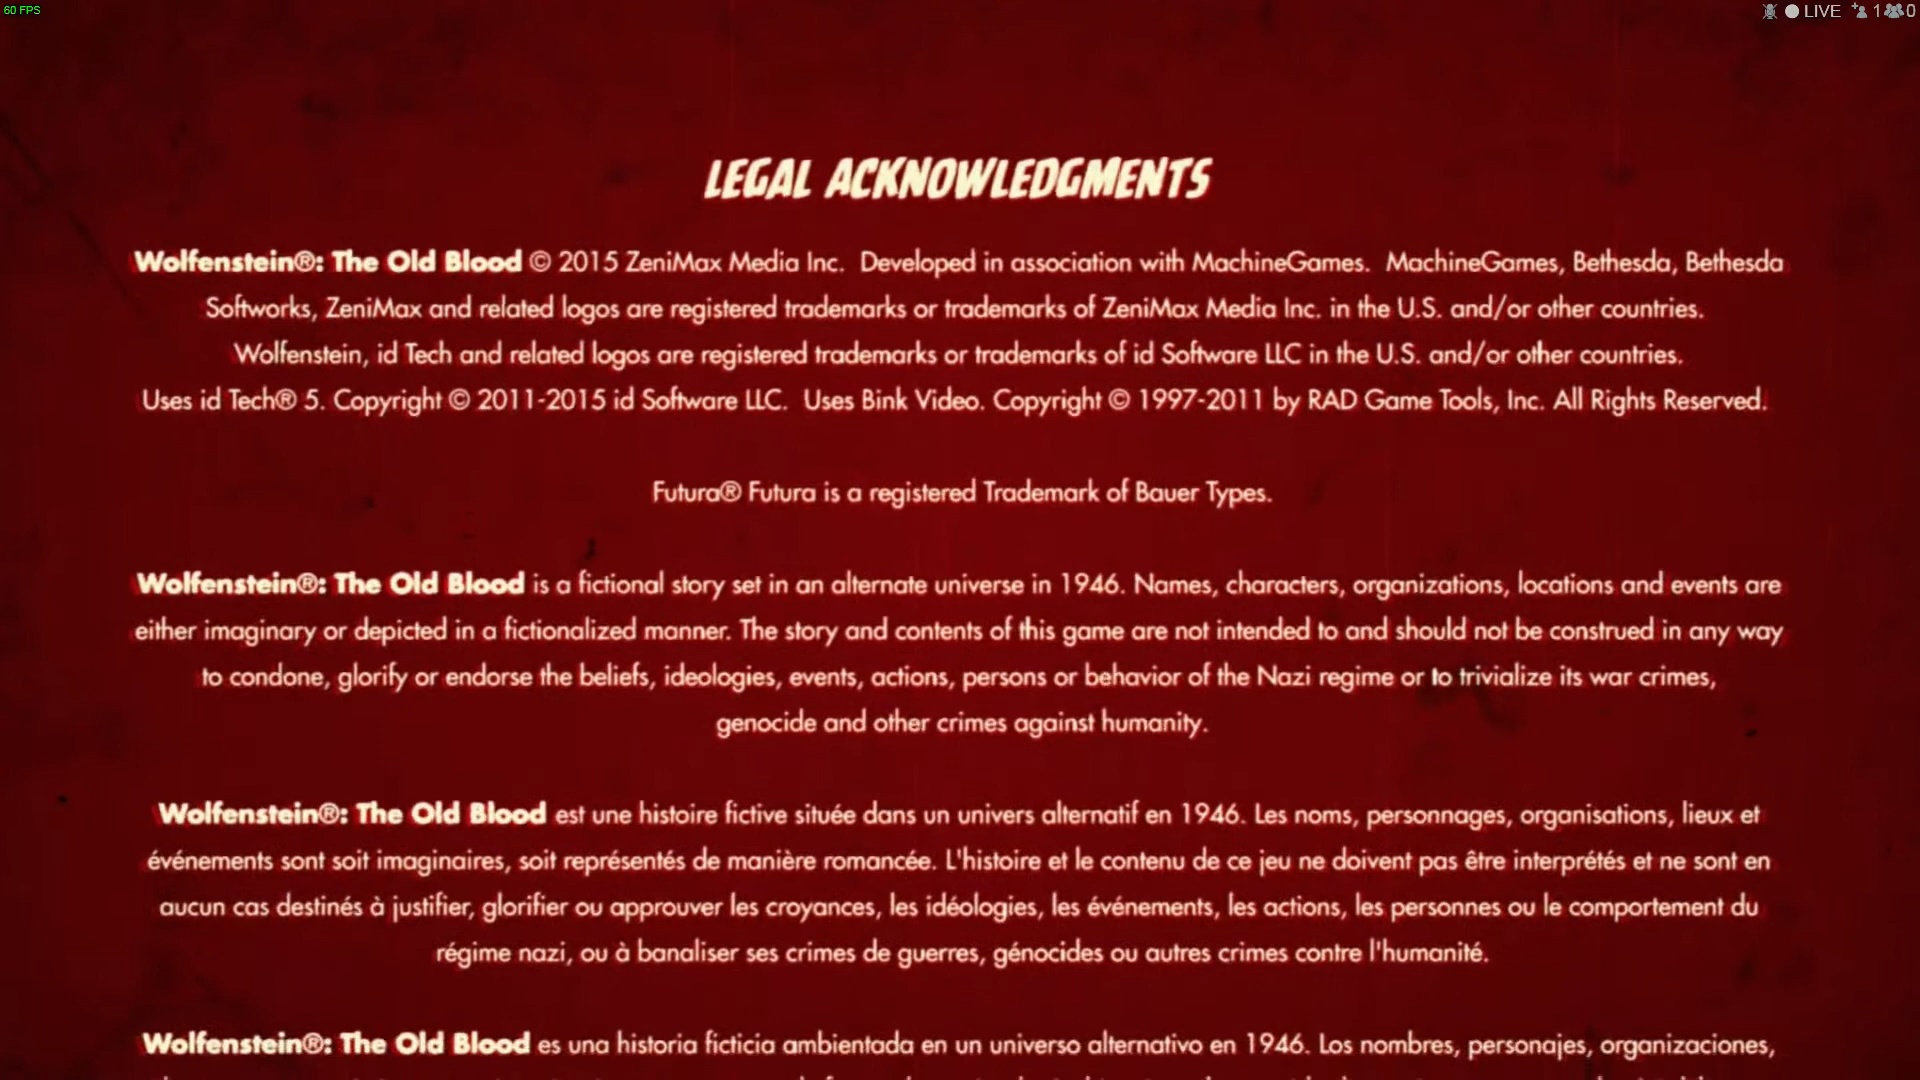 60 FPS
LIVE 1 0
LEGAL ACKNOWLEDGMENTS
Wolfenstein®: The Old Blood © 2015 ZeniMax Media Inc.  Developed in association with MachineGames.  MachineGames, Bethesda, Bethesda
Softworks, ZeniMax and related logos are registered trademarks or trademarks of ZeniMax Media Inc. in the U.S. and/or other countries.
Wolfenstein, id Tech and related logos are registered trademarks or trademarks of id Software LLC in the U.S. and/or other countries.
Uses id Tech® 5. Copyright © 2011-2015 id Software LLC.  Uses Bink Video. Copyright © 1997-2011 by RAD Game Tools, Inc. All Rights Reserved.
Futura® Futura is a registered Trademark of Bauer Types.
Wolfenstein®: The Old Blood is a fictional story set in an alternate universe in 1946. Names, characters, organizations, locations and events are
either imaginary or depicted in a fictionalized manner. The story and contents of this game are not intended to and should not be construed in any way
to condone, glorify or endorse the beliefs, ideologies, events, actions, persons or behavior of the Nazi regime or to trivialize its war crimes,
genocide and other crimes against humanity.
Wolfenstein®: The Old Blood est une histoire fictive située dans un univers alternatif en 1946. Les noms, personnages, organisations, lieux et
événements sont soit imaginaires, soit représentés de manière romancée. L'histoire et le contenu de ce jeu ne doivent pas être interprétés et ne sont en
aucun cas destinés à justifier, glorifier ou approuver les croyances, les idéologies, les événements, les actions, les personnes ou le comportement du
régime nazi, ou à banaliser ses crimes de guerres, génocides ou autres crimes contre l'humanité.
Wolfenstein®: The Old Blood es una historia ficticia ambientada en un universo alternativo en 1946. Los nombres, personajes, organizaciones,